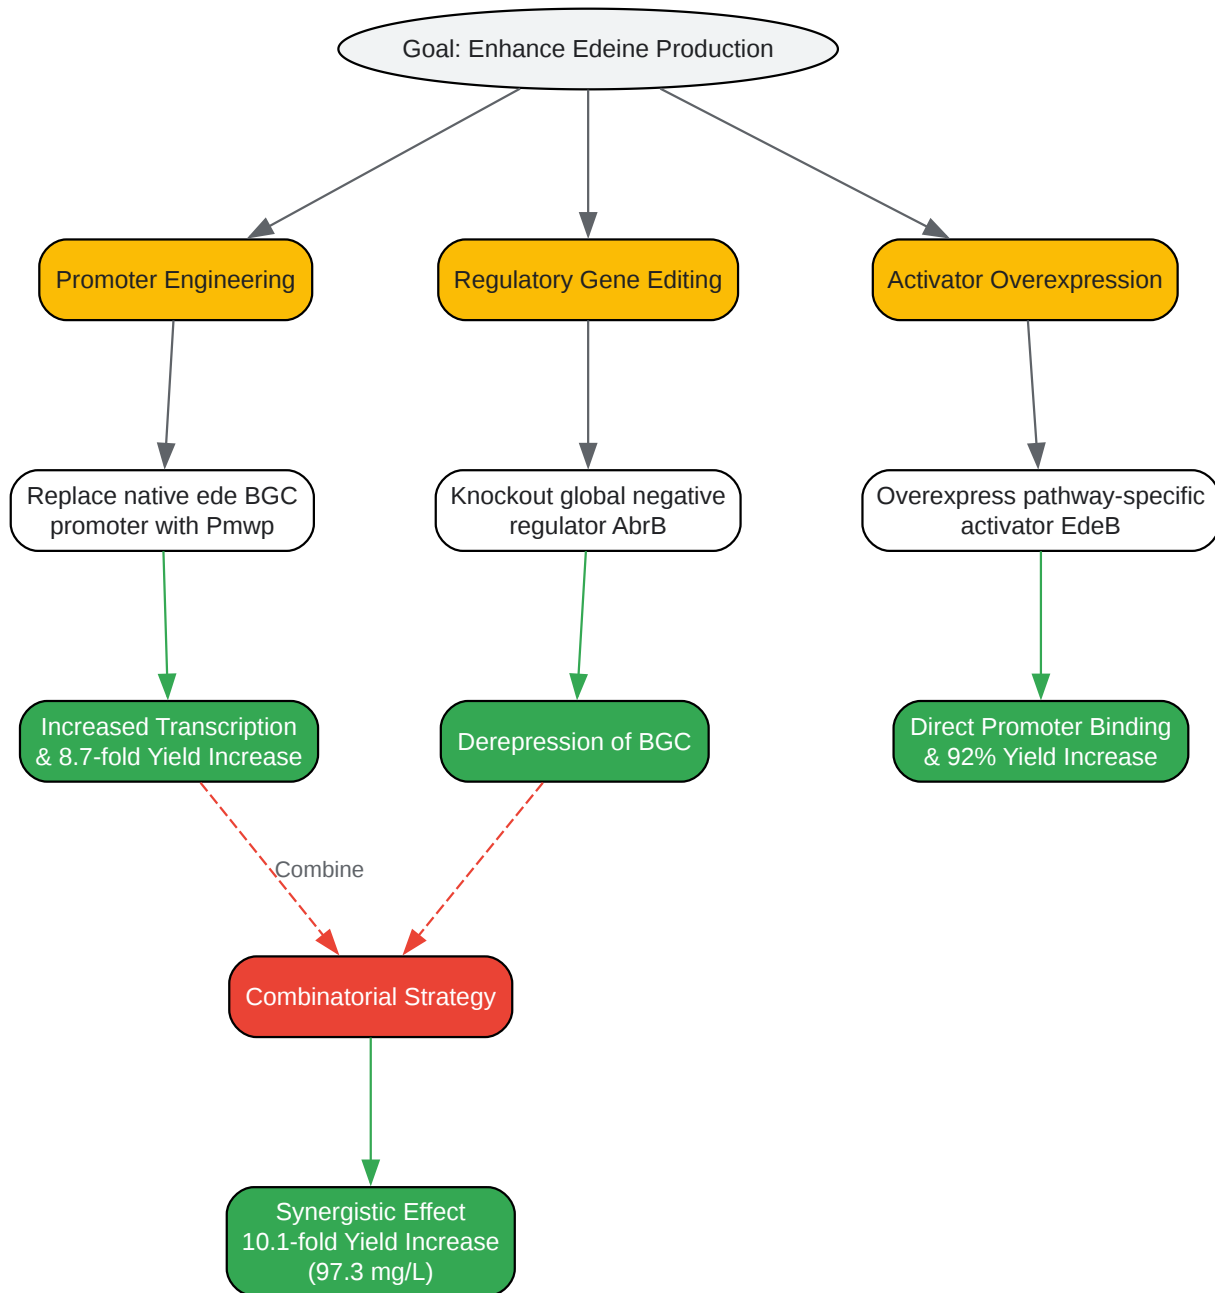 Goal: Enhance Edeine Production
Promoter Engineering
Regulatory Gene Editing
Activator Overexpression
Replace native ede BGC
promoter with Pmwp
Knockout global negative
regulator AbrB
Overexpress pathway-specific
activator EdeB
Increased Transcription
& 8.7-fold Yield Increase
Derepression of BGC
Direct Promoter Binding
& 92% Yield Increase
Combine
Combinatorial Strategy
Synergistic Effect
10.1-fold Yield Increase
(97.3 mg/L)